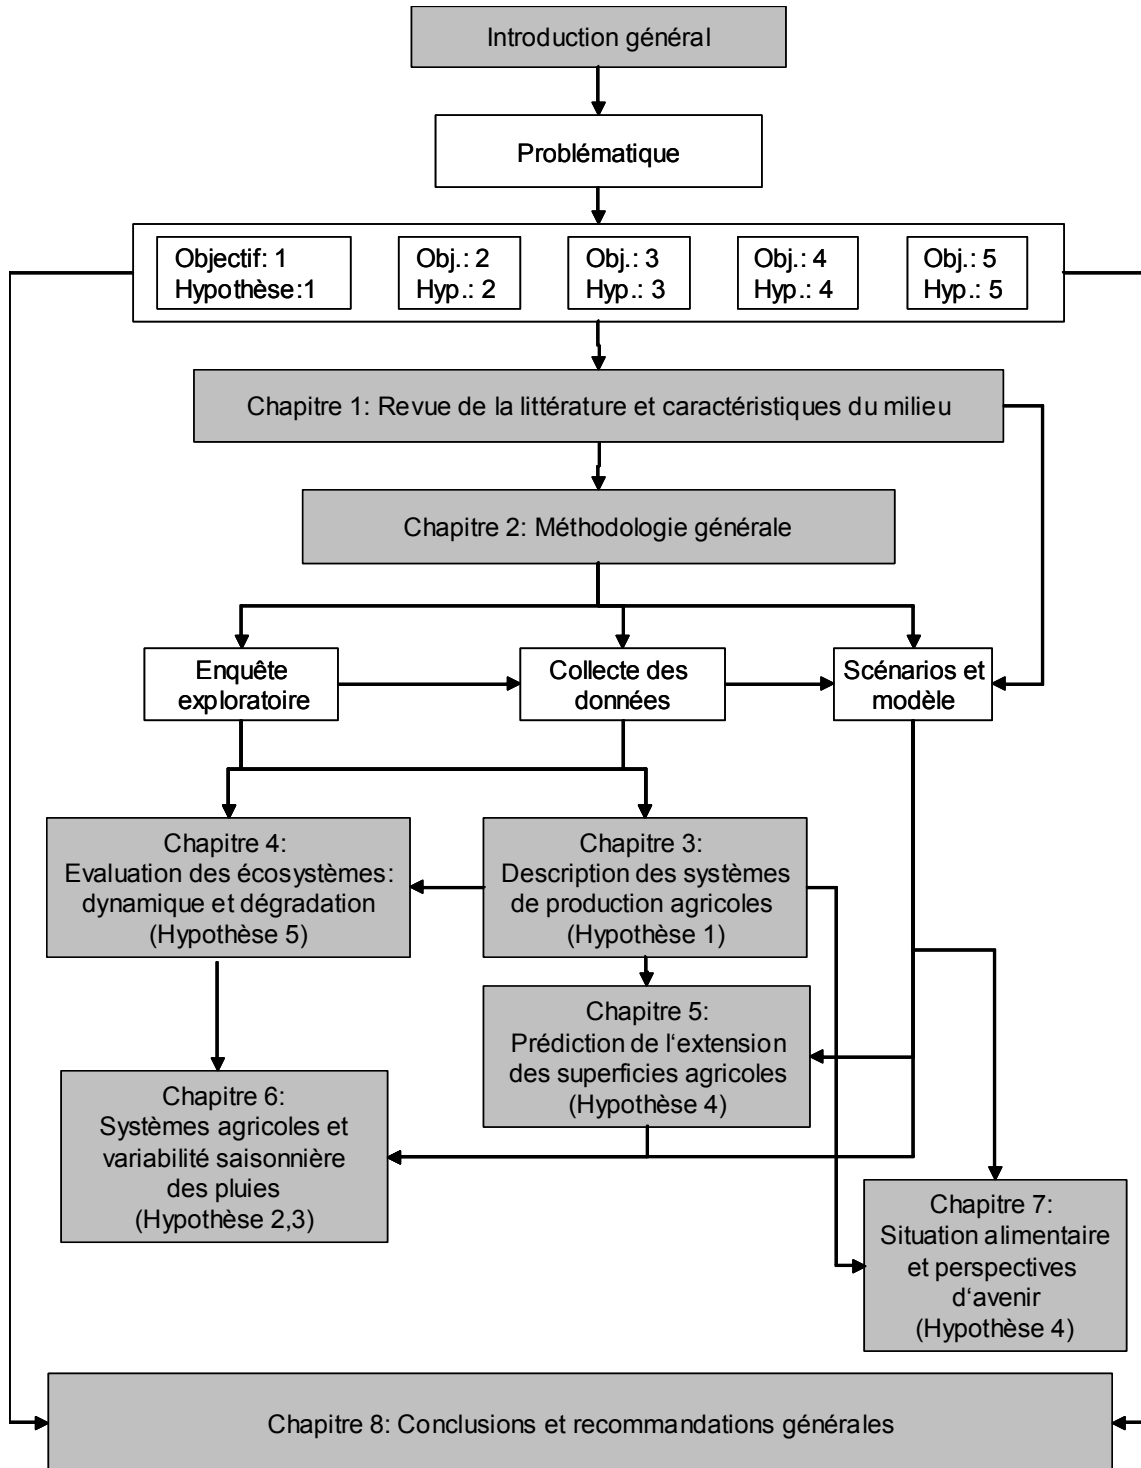 Introduction général
Problématique
Objectif: 1
Hypothèse:1
Obj.: 2
Hyp.: 2
Obj.: 3
Hyp.: 3
Obj.: 4
Hyp.: 4
Obj.: 5
Hyp.: 5
Chapitre 1: Revue de la littérature et caractéristiques du milieu
Chapitre 2: Méthodologie générale
Enquête
exploratoire
Collecte des
données
Scénarios et
modèle
Chapitre 4:
Evaluation des écosystèmes:
dynamique et dégradation
(Hypothèse 5)
Chapitre 3:
Description des systèmes
de production agricoles
(Hypothèse 1)
Chapitre 5:
Prédiction de l‘extension
des superficies agricoles
(Hypothèse 4)
Chapitre 6:
Systèmes agricoles et
variabilité saisonnière
des pluies
(Hypothèse 2,3)
Chapitre 7:
Situation alimentaire
et perspectives
d‘avenir
(Hypothèse 4)
Chapitre 8: Conclusions et recommandations générales